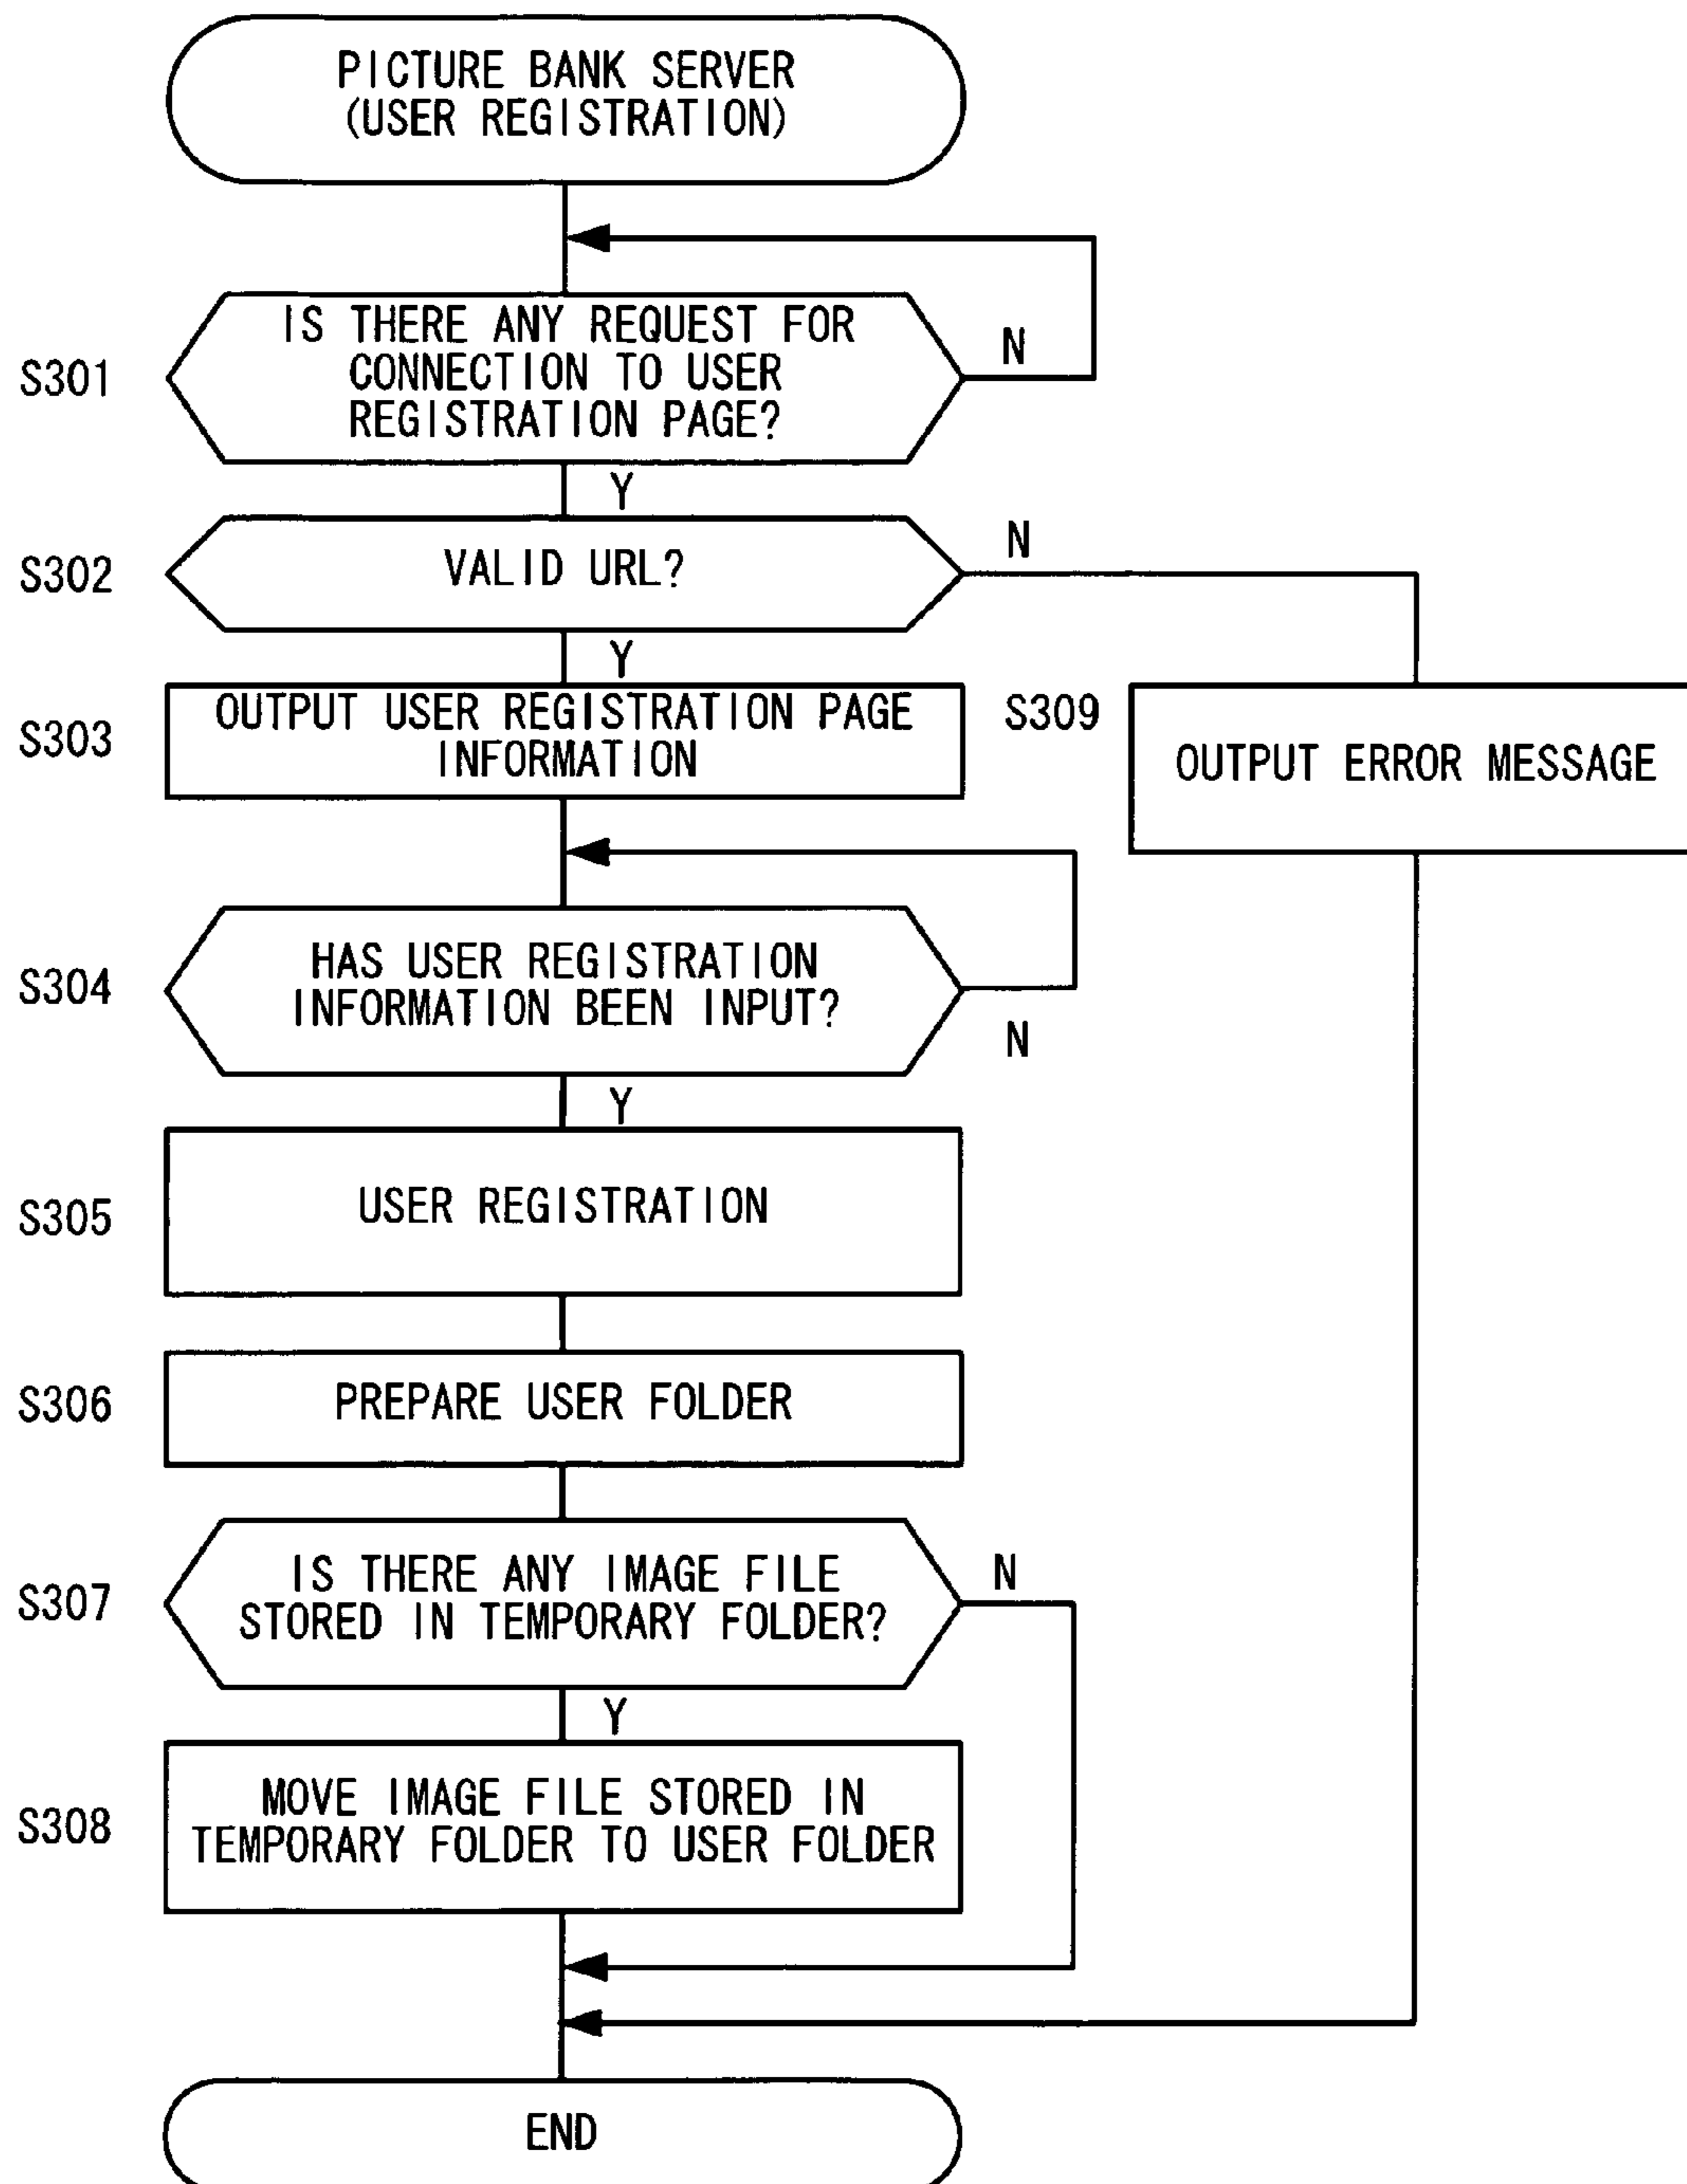 PICTURE BANK SERVER
(USER REGISTRATION)
IS THERE ANY REQUEST FOR
CONNECTION TO USER
REGISTRATION PAGE?
N
S301
Y
VALID URL?
N
S302
Y
OUTPUT USER REGISTRATION PAGE
INFORMATION
S303
S309
OUTPUT ERROR MESSAGE
HAS USER REGISTRATION
INFORMATION BEEN INPUT?
S304
N
Y
USER REGISTRATION
S305
PREPARE USER FOLDER
S306
IS THERE ANY IMAGE FILE
STORED IN TEMPORARY FOLDER?
N
S307
Y
MOVE IMAGE FILE STORED IN
TEMPORARY FOLDER TO USER FOLDER
S308
END